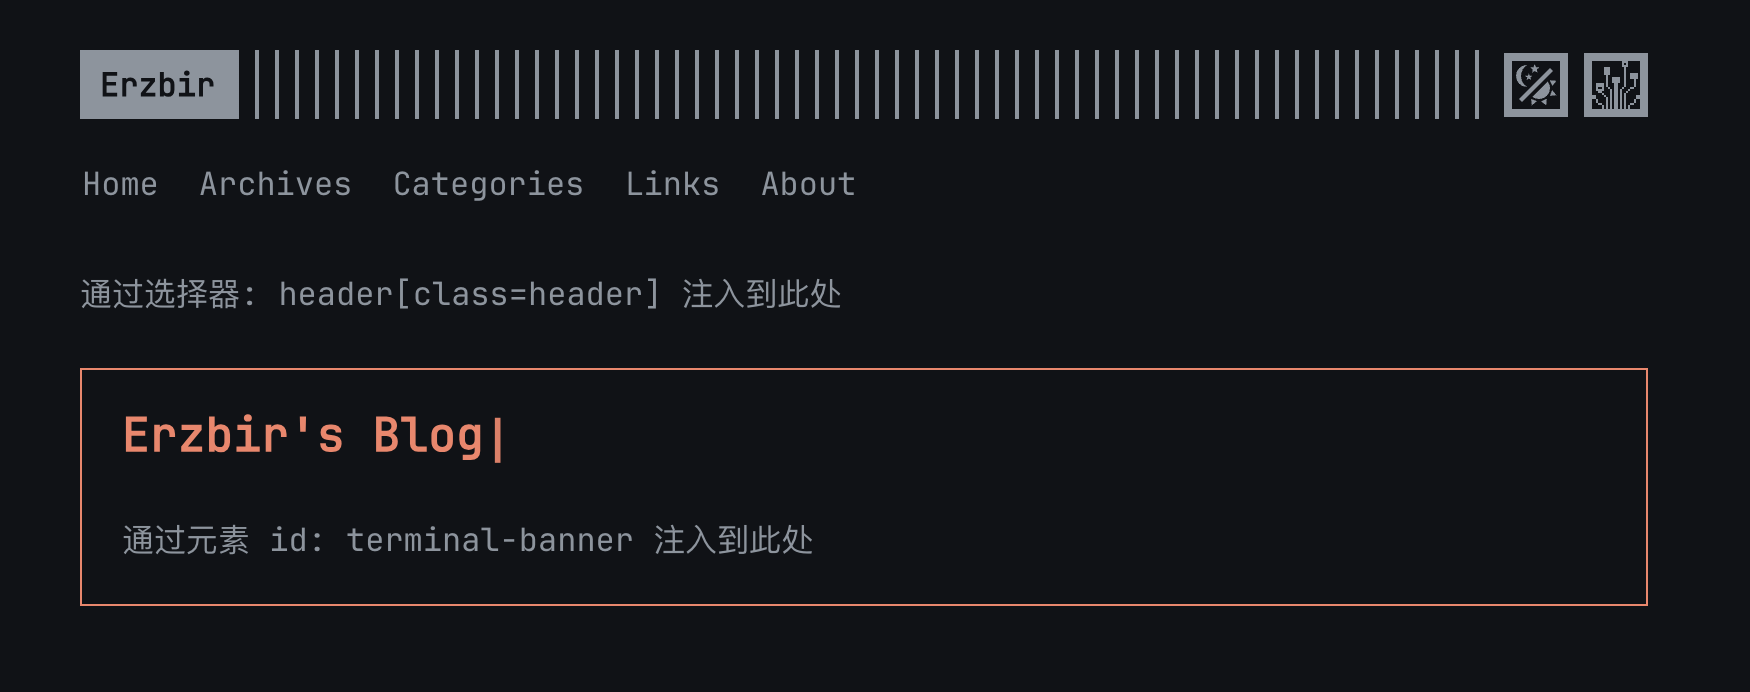 Erzbir
Home Archives Categories Links About
通过选择器: header[class=header] 注入到此处
Erzbir's Blog|
通过元素 id: terminal-banner 注入到此处